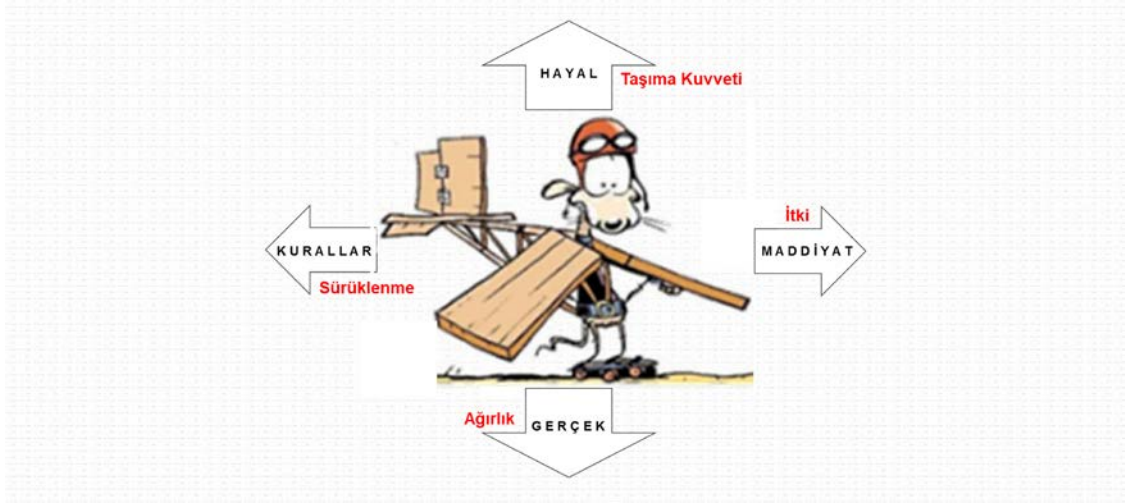 HAYAL
Taşıma Kuvveti
İtki
KURALLAR
MADDİYAT
Sürüklenme
Ağırlık
GERÇEK